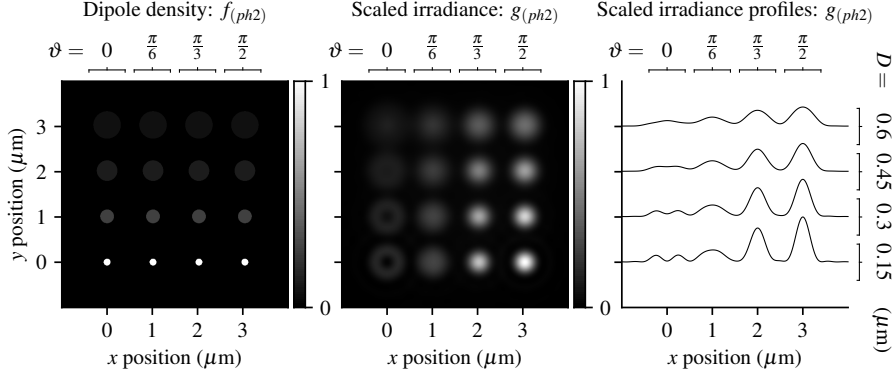 Dipole density: f(ph2)
ϑ = 0 π/6 π/3 π/2
3
2
1
0
y position (μm)
0 1 2 3
x position (μm)
1
0
Scaled irradiance: g(ph2)
ϑ = 0 π/6 π/3 π/2
0 1 2 3
x position (μm)
Scaled irradiance profiles: g(ph2)
ϑ = 0 π/6 π/3 π/2
1
0
0 1 2 3
x position (μm)
D = 0.6 0.45 0.3 0.15 (μm)